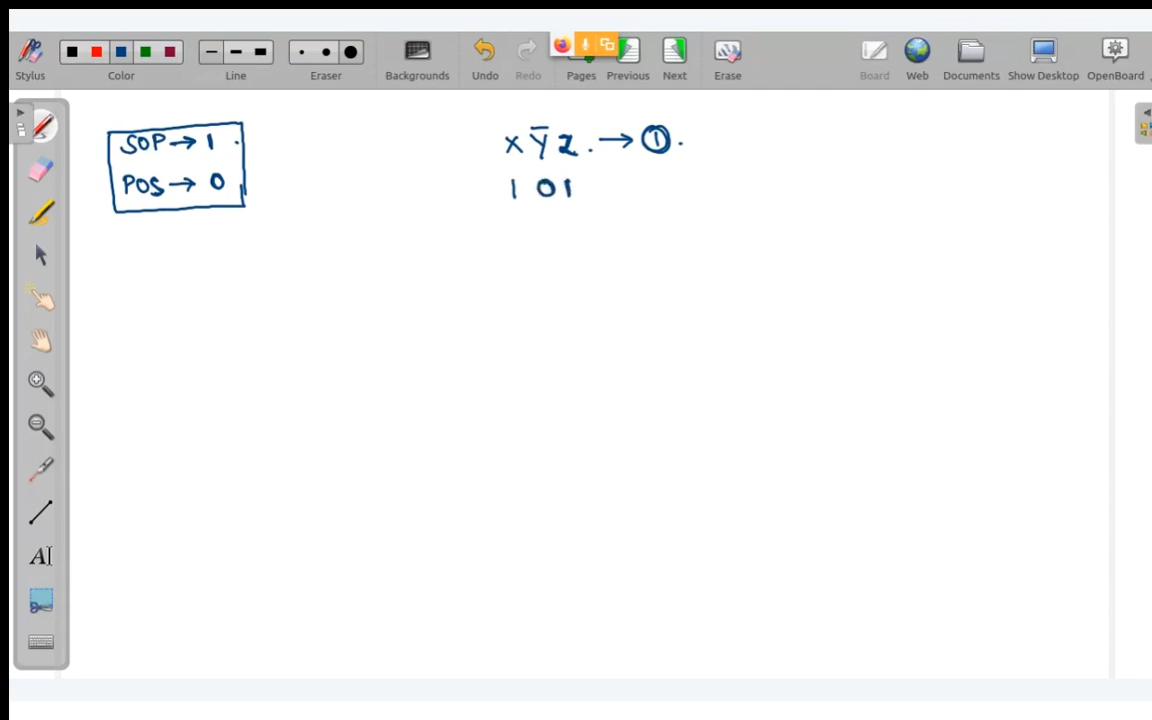 Stylus Color Line Eraser Backgrounds Undo Redo Pages Previous Next Erase Board Web Documents Show Desktop OpenBoard
SOP → 1 .
POS → 0
X Y̅ Z . → ① .
1 0 1